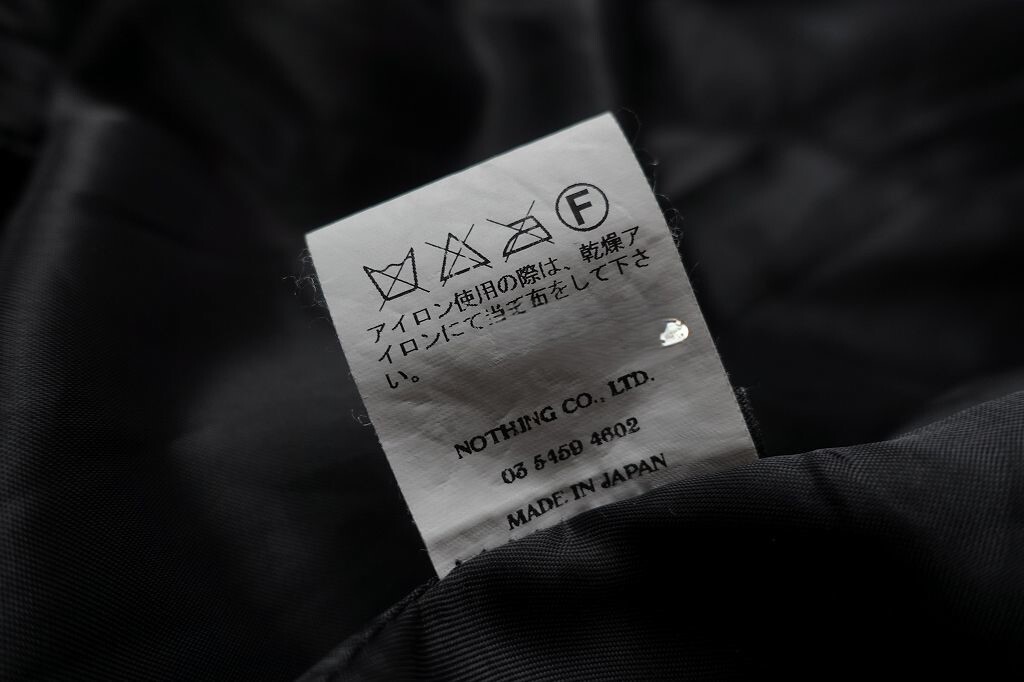 F
アイロン使用の際は、乾燥ア
イロンにて当て布をして下さ
い。
NOTHING CO., LTD.
03 5459 4602
MADE IN JAPAN